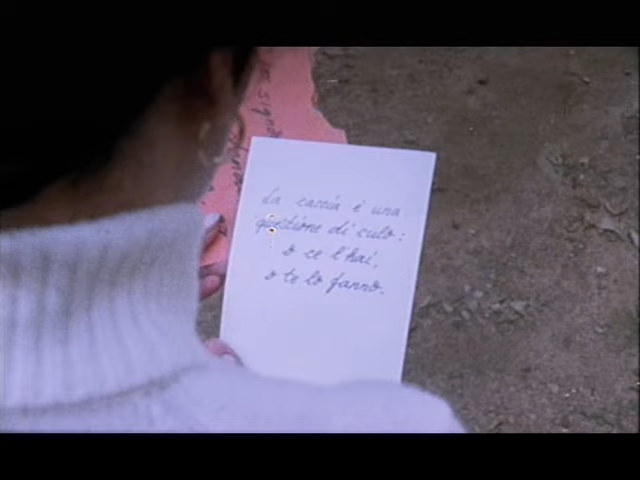 La caccia è una
questione di culo:
o ce l'hai,
o te lo fanno.